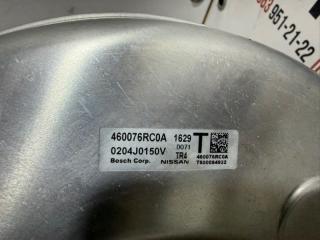 951-21-22
460076RC0A 1629 T
0071
0204J0150V TR4 460076RC0A
Bosch Corp. NISSAN